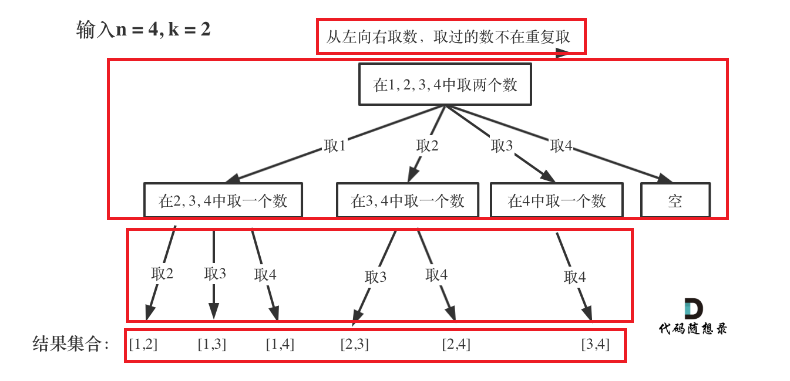 输入n = 4, k = 2
从左向右取数，取过的数不在重复取
在1, 2, 3, 4中取两个数
取1 取2 取3 取4
在2, 3, 4中取一个数 在3, 4中取一个数 在4中取一个数 空
取2 取3 取4 取3 取4 取4
代码随想录
结果集合： [1,2] [1,3] [1,4] [2,3] [2,4] [3,4]